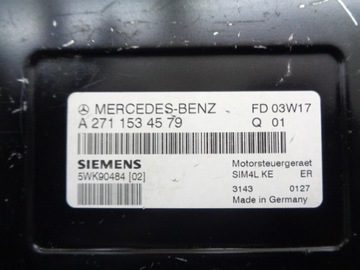 MERCEDES-BENZ FD 03W17
A 271 153 45 79 Q 01
SIEMENS Motorsteuergeraet
5WK90484 [02] SIM4L KE ER
3143 0127
Made in Germany